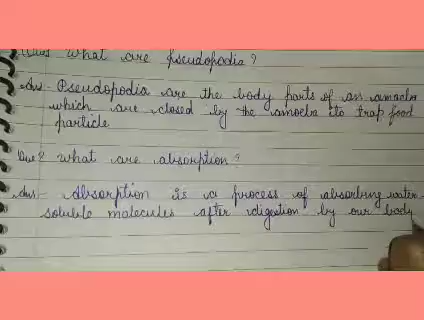 Ques what are Pseudopodia ?
Ans- Pseudopodia are the body parts of an amoeba
which are closed by the amoeba to trap food
particle
Que? what are absorption ?
Ans- Absorption is a process of absorbing water
soluble molecules after digestion by our body